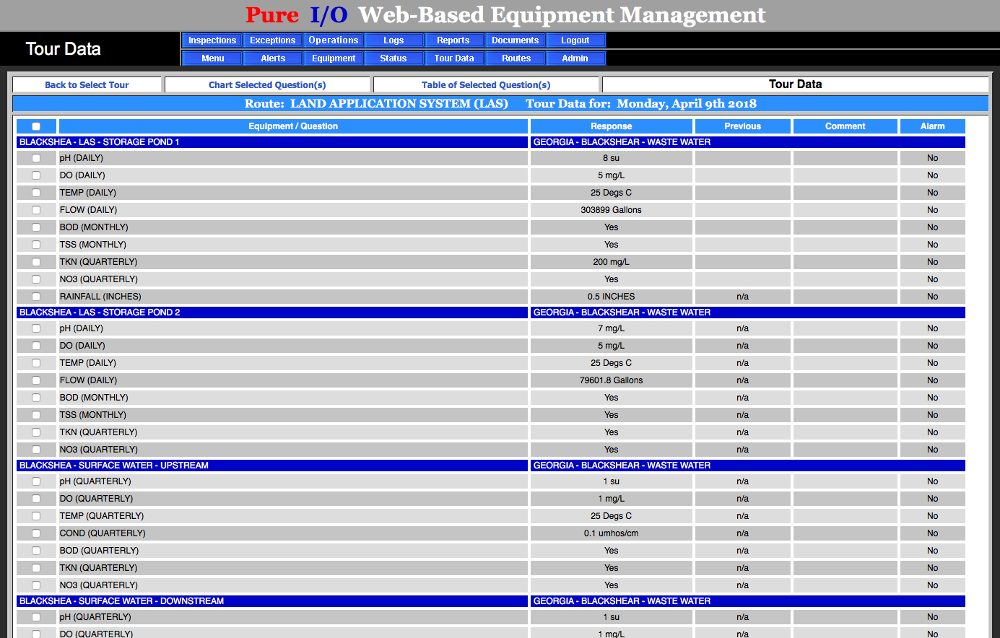 Pure I/O Web-Based Equipment Management
Tour Data
Inspections Exceptions Operations Logs Reports Documents Logout
Menu Alerts Equipment Status Tour Data Routes Admin
Back to Select Tour Chart Selected Question(s) Table of Selected Question(s) Tour Data
Route: LAND APPLICATION SYSTEM (LAS) Tour Data for: Monday, April 9th 2018
Equipment / Question Response Previous Comment Alarm
BLACKSHEA - LAS - STORAGE POND 1 GEORGIA - BLACKSHEAR - WASTE WATER
pH (DAILY) 8 su No
DO (DAILY) 5 mg/L No
TEMP (DAILY) 25 Degs C No
FLOW (DAILY) 303899 Gallons No
BOD (MONTHLY) Yes No
TSS (MONTHLY) Yes No
TKN (QUARTERLY) 200 mg/L No
NO3 (QUARTERLY) Yes No
RAINFALL (INCHES) 0.5 INCHES n/a No
BLACKSHEA - LAS - STORAGE POND 2 GEORGIA - BLACKSHEAR - WASTE WATER
pH (DAILY) 7 mg/L n/a No
DO (DAILY) 5 mg/L n/a No
TEMP (DAILY) 25 Degs C n/a No
FLOW (DAILY) 79601.8 Gallons n/a No
BOD (MONTHLY) Yes n/a No
TSS (MONTHLY) Yes n/a No
TKN (QUARTERLY) Yes n/a No
NO3 (QUARTERLY) Yes n/a No
BLACKSHEA - SURFACE WATER - UPSTREAM GEORGIA - BLACKSHEAR - WASTE WATER
pH (QUARTERLY) 1 su n/a No
DO (QUARTERLY) 1 mg/L n/a No
TEMP (QUARTERLY) 25 Degs C n/a No
COND (QUARTERLY) 0.1 umhos/cm n/a No
BOD (QUARTERLY) Yes n/a No
TKN (QUARTERLY) Yes n/a No
NO3 (QUARTERLY) Yes n/a No
BLACKSHEA - SURFACE WATER - DOWNSTREAM GEORGIA - BLACKSHEAR - WASTE WATER
pH (QUARTERLY) 1 su n/a No
DO (QUARTERLY) 1 mg/L n/a No